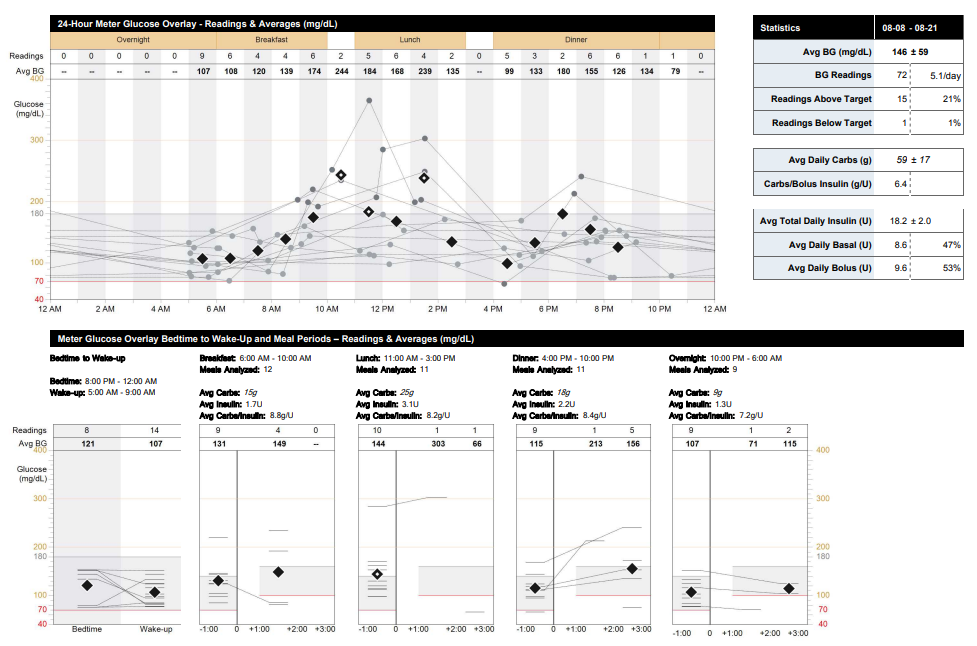 24-Hour Meter Glucose Overlay - Readings & Averages (mg/dL)
Overnight Breakfast Lunch Dinner
Readings 0 0 0 0 0 9 6 4 4 6 2 5 6 4 2 0 5 3 2 6 6 1 1 0
Avg BG -- -- -- -- -- 107 108 120 139 174 244 184 168 239 135 -- 99 133 180 155 126 134 79 --
400
Glucose
(mg/dL)
300
200
180
100
70
40
12 AM 2 AM 4 AM 6 AM 8 AM 10 AM 12 PM 2 PM 4 PM 6 PM 8 PM 10 PM 12 AM
Statistics 08-08 - 08-21
Avg BG (mg/dL) 146 ± 59
BG Readings 72 5.1/day
Readings Above Target 15 21%
Readings Below Target 1 1%
Avg Daily Carbs (g) 59 ± 17
Carbs/Bolus Insulin (g/U) 6.4
Avg Total Daily Insulin (U) 18.2 ± 2.0
Avg Daily Basal (U) 8.6 47%
Avg Daily Bolus (U) 9.6 53%
Meter Glucose Overlay Bedtime to Wake-Up and Meal Periods – Readings & Averages (mg/dL)
Bedtime to Wake-up
Bedtime: 8:00 PM - 12:00 AM
Wake-up: 5:00 AM - 9:00 AM
Readings 8 14
Avg BG 121 107
400
Glucose
(mg/dL)
300
200
180
100
70
40
Bedtime Wake-up
Breakfast: 6:00 AM - 10:00 AM
Meals Analyzed: 12
Avg Carbs: 15g
Avg Insulin: 1.7U
Avg Carbs/Insulin: 8.8g/U
9 4 0
131 149 --
-1:00 0 +1:00 +2:00 +3:00
Lunch: 11:00 AM - 3:00 PM
Meals Analyzed: 11
Avg Carbs: 25g
Avg Insulin: 3.1U
Avg Carbs/Insulin: 8.2g/U
10 1 1
144 303 66
-1:00 0 +1:00 +2:00 +3:00
Dinner: 4:00 PM - 10:00 PM
Meals Analyzed: 11
Avg Carbs: 18g
Avg Insulin: 2.2U
Avg Carbs/Insulin: 8.4g/U
9 1 5
115 213 156
-1:00 0 +1:00 +2:00 +3:00
Overnight: 10:00 PM - 6:00 AM
Meals Analyzed: 9
Avg Carbs: 9g
Avg Insulin: 1.3U
Avg Carbs/Insulin: 7.2g/U
9 1 2
107 71 115
-1:00 0 +1:00 +2:00 +3:00
400
300
200
180
100
70
40